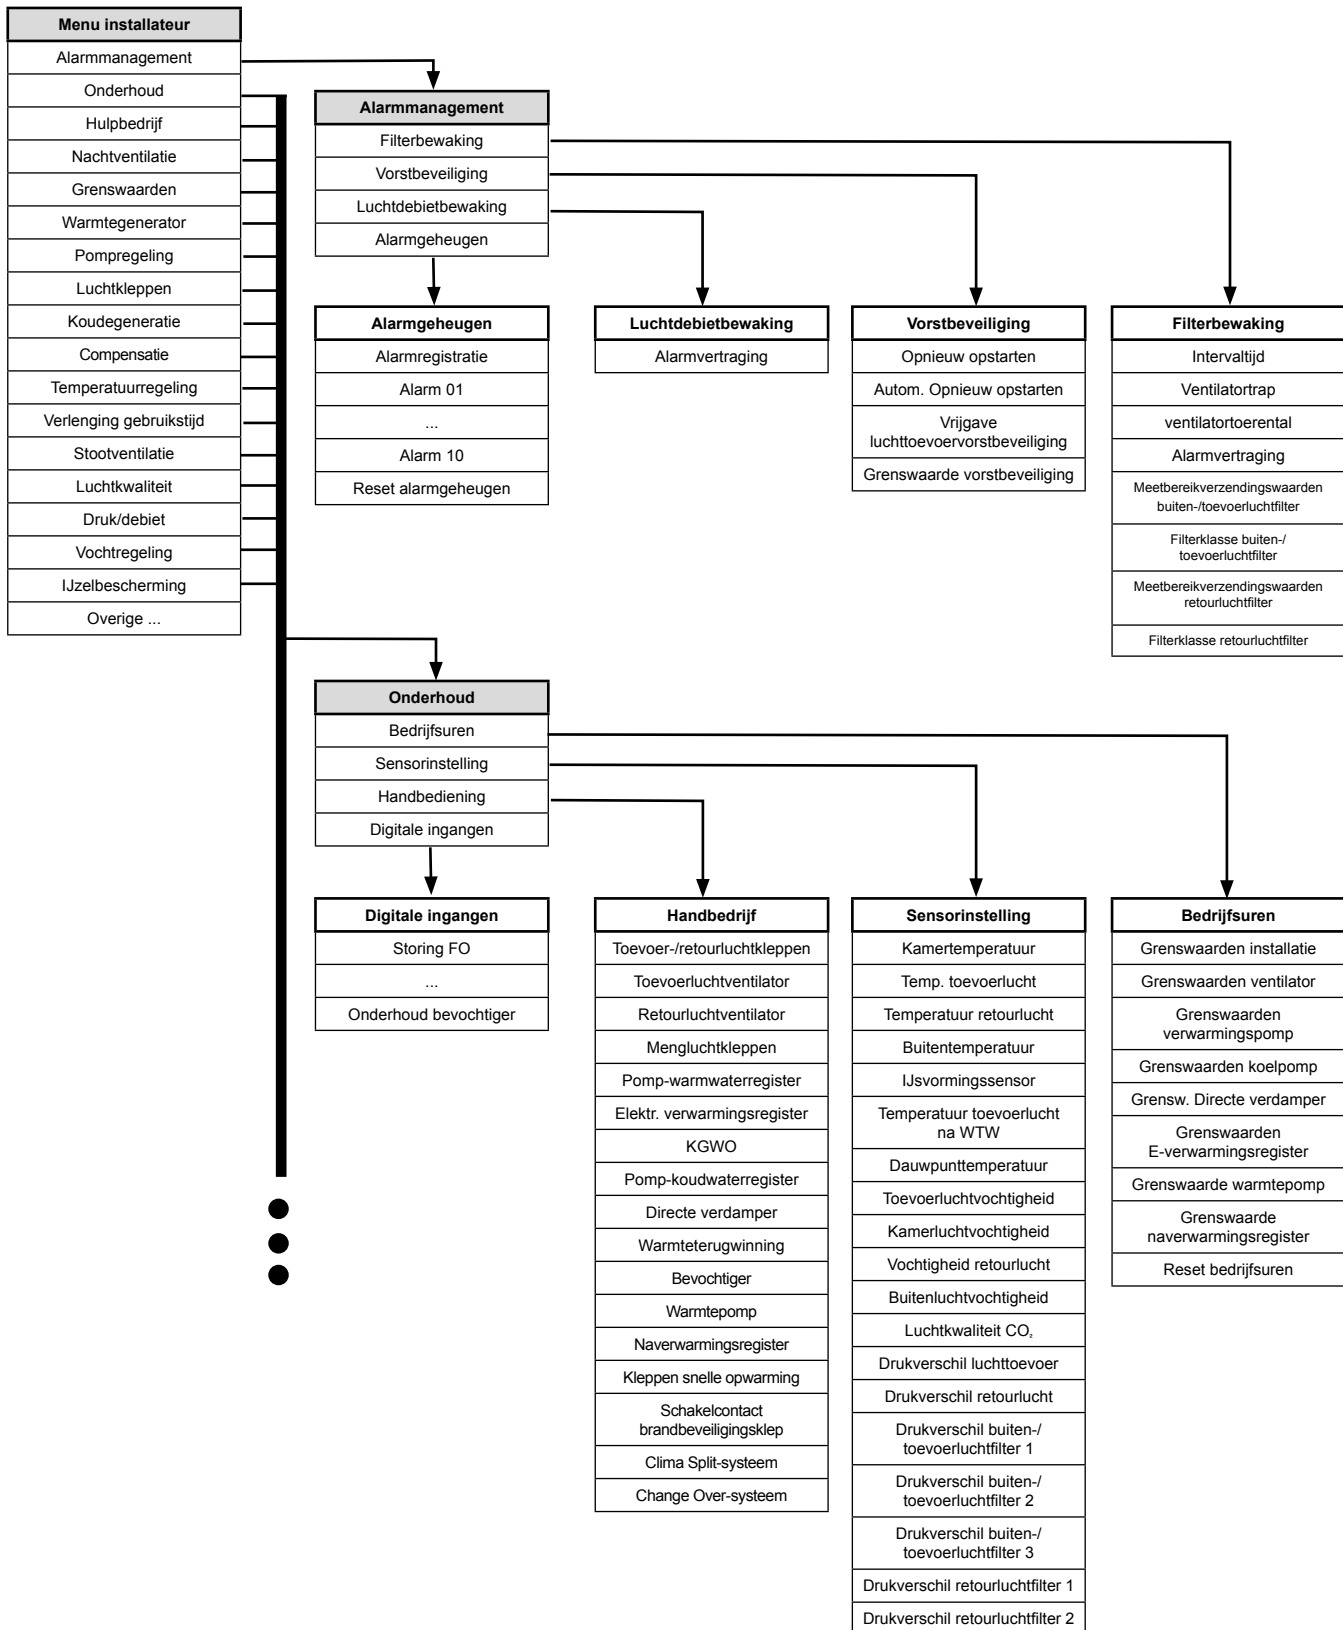 Menu installateur
Alarmmanagement
Onderhoud
Hulpbedrijf
Nachtventilatie
Grenswaarden
Warmtegenerator
Pompregeling
Luchtkleppen
Koudegeneratie
Compensatie
Temperatuurregeling
Verlenging gebruikstijd
Stootventilatie
Luchtkwaliteit
Druk/debiet
Vochtregeling
IJzelbescherming
Overige ...
Alarmmanagement
Filterbewaking
Vorstbeveiliging
Luchtdebietbewaking
Alarmgeheugen
Alarmgeheugen
Alarmregistratie
Alarm 01
...
Alarm 10
Reset alarmgeheugen
Luchtdebietbewaking
Alarmvertraging
Vorstbeveiliging
Opnieuw opstarten
Autom. Opnieuw opstarten
Vrijgave
luchttoevoervorstbeveiliging
Grenswaarde vorstbeveiliging
Filterbewaking
Intervaltijd
Ventilatortrap
ventilatortoerental
Alarmvertraging
Meetbereikverzendingswaarden
buiten-/toevoerluchtfilter
Filterklasse buiten-/
toevoerluchtfilter
Meetbereikverzendingswaarden
retourluchtfilter
Filterklasse retourluchtfilter
Onderhoud
Bedrijfsuren
Sensorinstelling
Handbediening
Digitale ingangen
Digitale ingangen
Storing FO
...
Onderhoud bevochtiger
Handbedrijf
Toevoer-/retourluchtkleppen
Toevoerluchtventilator
Retourluchtventilator
Mengluchtkleppen
Pomp-warmwaterregister
Elektr. verwarmingsregister
KGWO
Pomp-koudwaterregister
Directe verdamper
Warmteterugwinning
Bevochtiger
Warmtepomp
Naverwarmingsregister
Kleppen snelle opwarming
Schakelcontact
brandbeveiligingsklep
Clima Split-systeem
Change Over-systeem
Sensorinstelling
Kamertemperatuur
Temp. toevoerlucht
Temperatuur retourlucht
Buitentemperatuur
IJsvormingssensor
Temperatuur toevoerlucht
na WTW
Dauwpunttemperatuur
Toevoerluchtvochtigheid
Kamerluchtvochtigheid
Vochtigheid retourlucht
Buitenluchtvochtigheid
Luchtkwaliteit CO₂
Drukverschil luchttoevoer
Drukverschil retourlucht
Drukverschil buiten-/
toevoerluchtfilter 1
Drukverschil buiten-/
toevoerluchtfilter 2
Drukverschil buiten-/
toevoerluchtfilter 3
Drukverschil retourluchtfilter 1
Drukverschil retourluchtfilter 2
Bedrijfsuren
Grenswaarden installatie
Grenswaarden ventilator
Grenswaarden
verwarmingspomp
Grenswaarden koelpomp
Grensw. Directe verdamper
Grenswaarden
E-verwarmingsregister
Grenswaarde warmtepomp
Grenswaarde
naverwarmingsregister
Reset bedrijfsuren